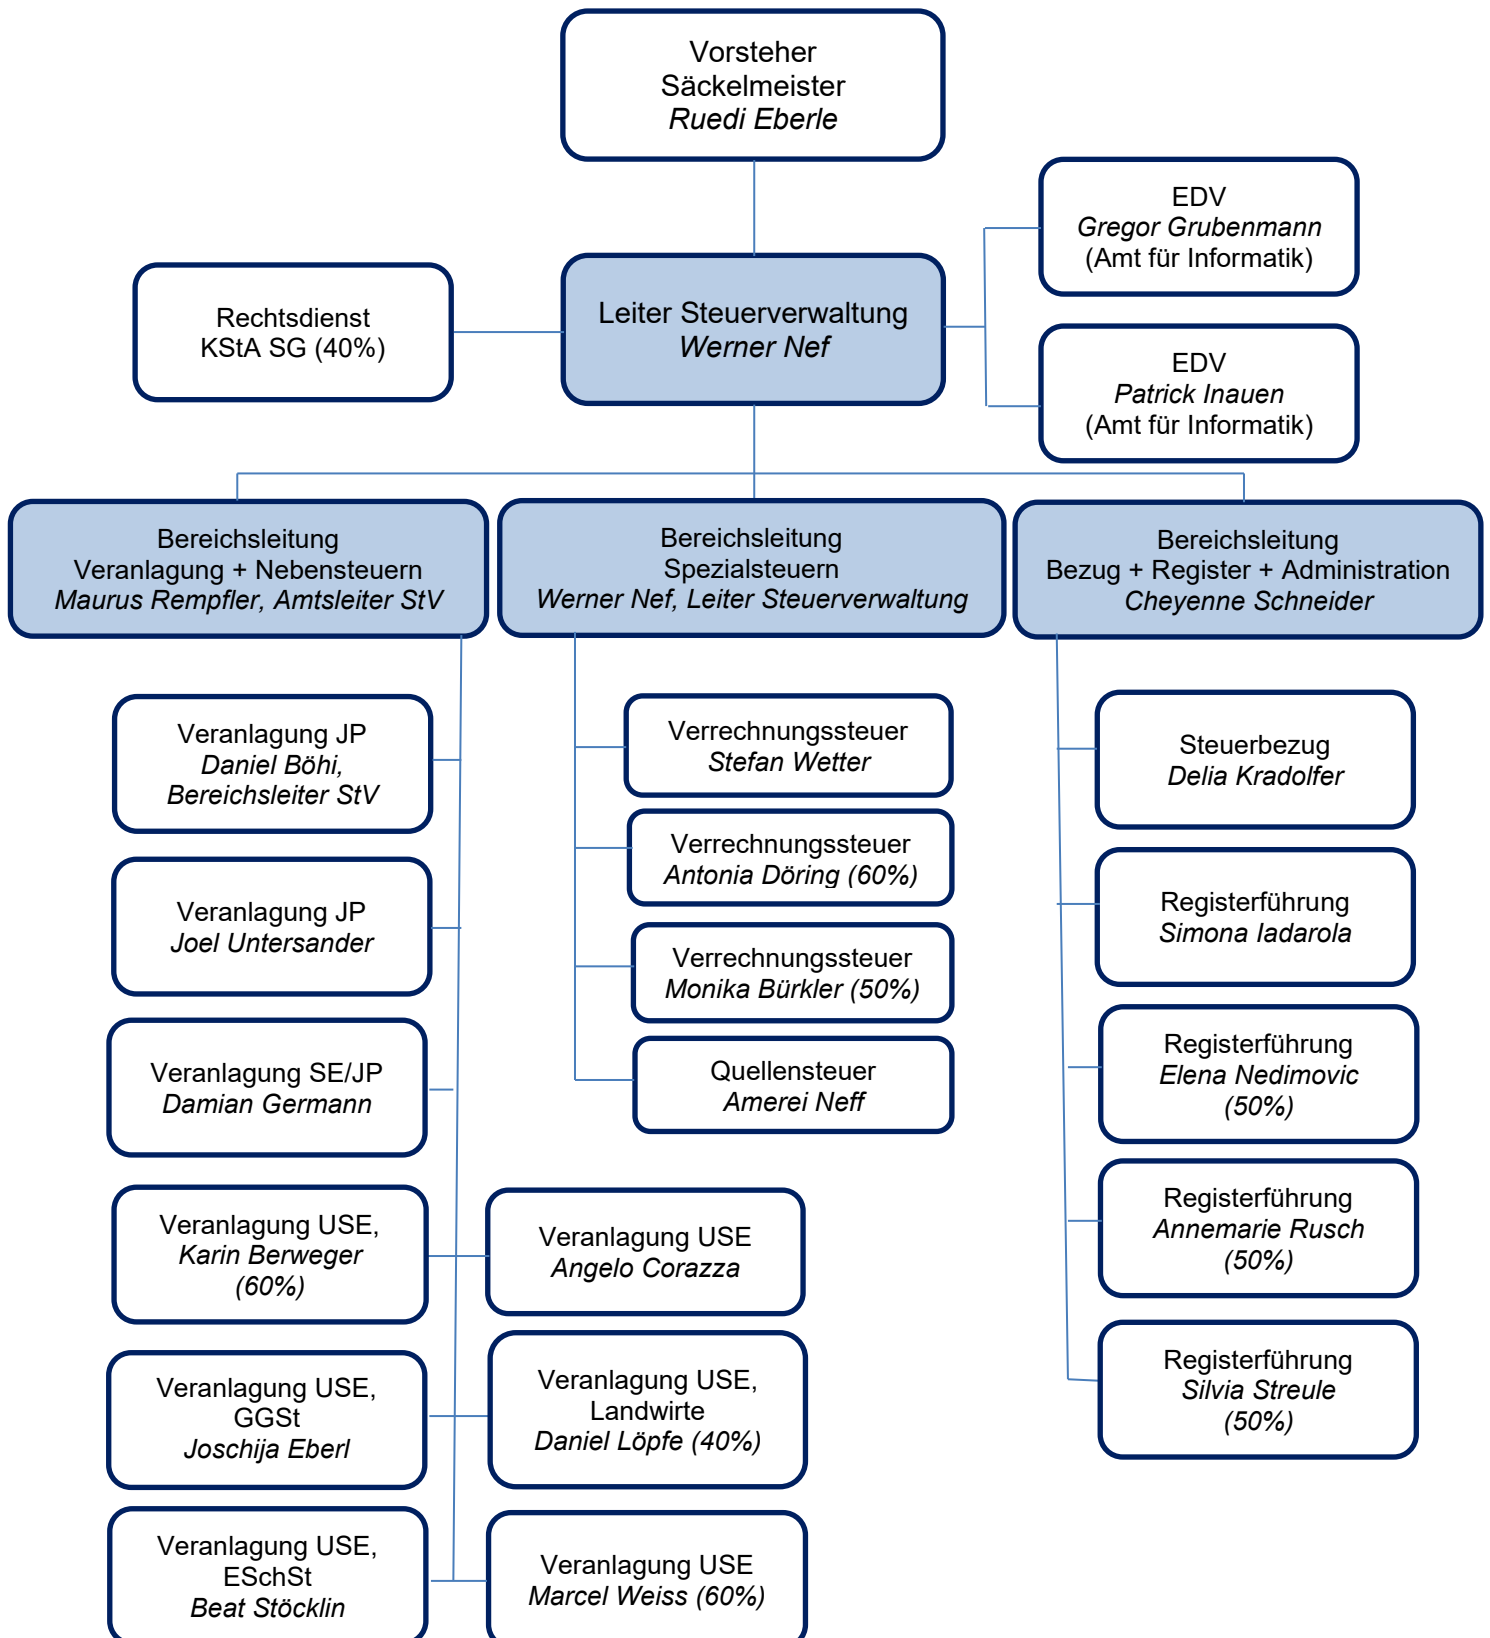 Vorsteher
Säckelmeister
Ruedi Eberle
EDV
Gregor Grubenmann
(Amt für Informatik)
Rechtsdienst
KStA SG (40%)
Leiter Steuerverwaltung
Werner Nef
EDV
Patrick Inauen
(Amt für Informatik)
Bereichsleitung
Veranlagung + Nebensteuern
Maurus Rempfler, Amtsleiter StV
Bereichsleitung
Spezialsteuern
Werner Nef, Leiter Steuerverwaltung
Bereichsleitung
Bezug + Register + Administration
Cheyenne Schneider
Veranlagung JP
Daniel Böhi,
Bereichsleiter StV
Veranlagung JP
Joel Untersander
Veranlagung SE/JP
Damian Germann
Veranlagung USE,
Karin Berweger
(60%)
Veranlagung USE
Angelo Corazza
Veranlagung USE,
GGSt
Joschija Eberl
Veranlagung USE,
Landwirte
Daniel Löpfe (40%)
Veranlagung USE,
ESchSt
Beat Stöcklin
Veranlagung USE
Marcel Weiss (60%)
Verrechnungssteuer
Stefan Wetter
Verrechnungssteuer
Antonia Döring (60%)
Verrechnungssteuer
Monika Bürkler (50%)
Quellensteuer
Amerei Neff
Steuerbezug
Delia Kradolfer
Registerführung
Simona Iadarola
Registerführung
Elena Nedimovic
(50%)
Registerführung
Annemarie Rusch
(50%)
Registerführung
Silvia Streule
(50%)